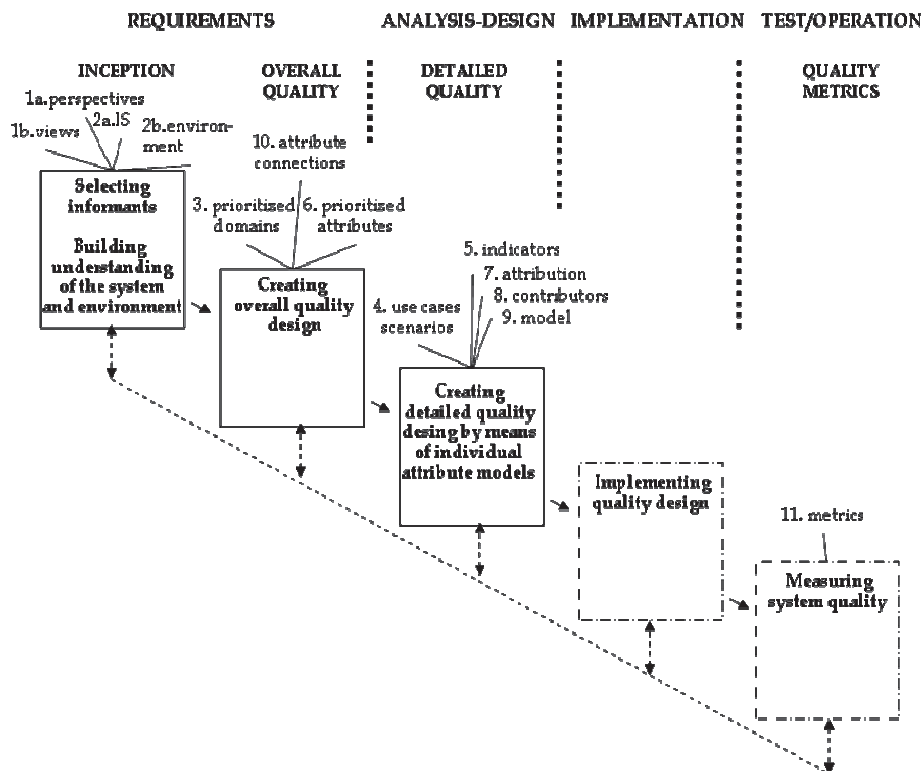 REQUIREMENTS ANALYSIS-DESIGN IMPLEMENTATION TEST/OPERATION
INCEPTION
OVERALL
QUALITY
DETAILED
QUALITY
QUALITY
METRICS
1a.perspectives
1b.views
2a.IS
2b.environ-
ment
Selecting
informants
Building
understanding
of the system
and environment
10. attribute
connections
3. prioritized
domains
6. prioritized
attributes
Creating
overall quality
design
4. use cases
scenarios
5. indicators
7. attribution
8. contributors
9. model
Creating
detailed quality
desing by means
of individual
attribute models
Implementing
quality design
11. metrics
Measuring
system quality